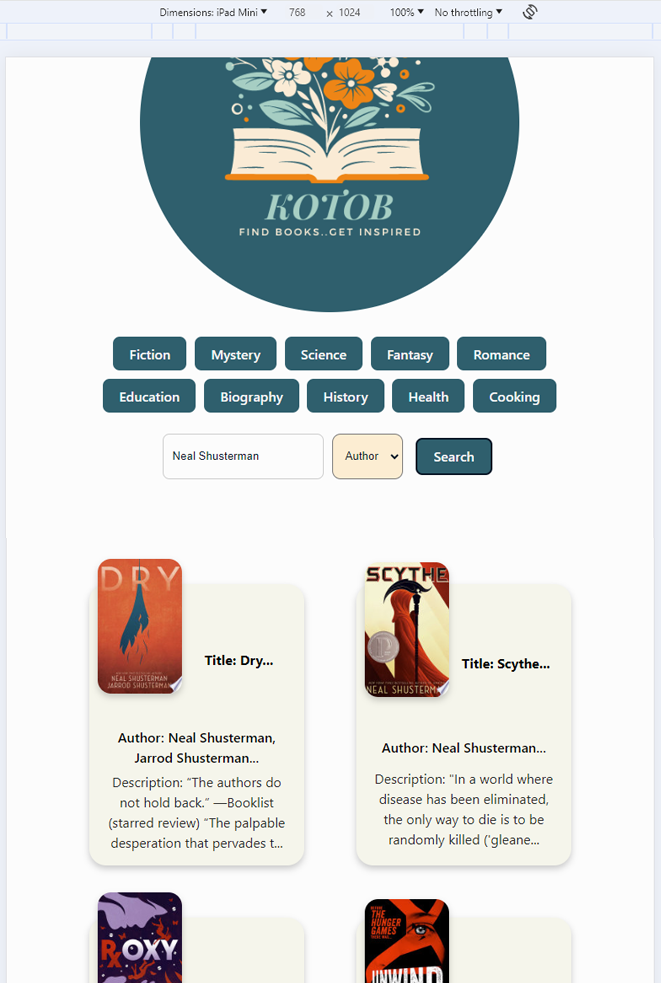 Dimensions: iPad Mini 768 × 1024 100% No throttling
KOTOB
FIND BOOKS..GET INSPIRED
Fiction Mystery Science Fantasy Romance
Education Biography History Health Cooking
Neal Shusterman Author Search
DRY
NEAL SHUSTERMAN
JARROD SHUSTERMAN
Title: Dry...
Author: Neal Shusterman,
Jarrod Shusterman...
Description: “The authors do
not hold back.” —Booklist
(starred review) “The palpable
desperation that pervades t...
SCYTHE
NEAL SHUSTERMAN
Title: Scythe...
Author: Neal Shusterman...
Description: "In a world where
disease has been eliminated,
the only way to die is to be
randomly killed ('gleane...
ROXY
BEFORE
THE
HUNGER
GAMES
THERE WAS..
UNWIND